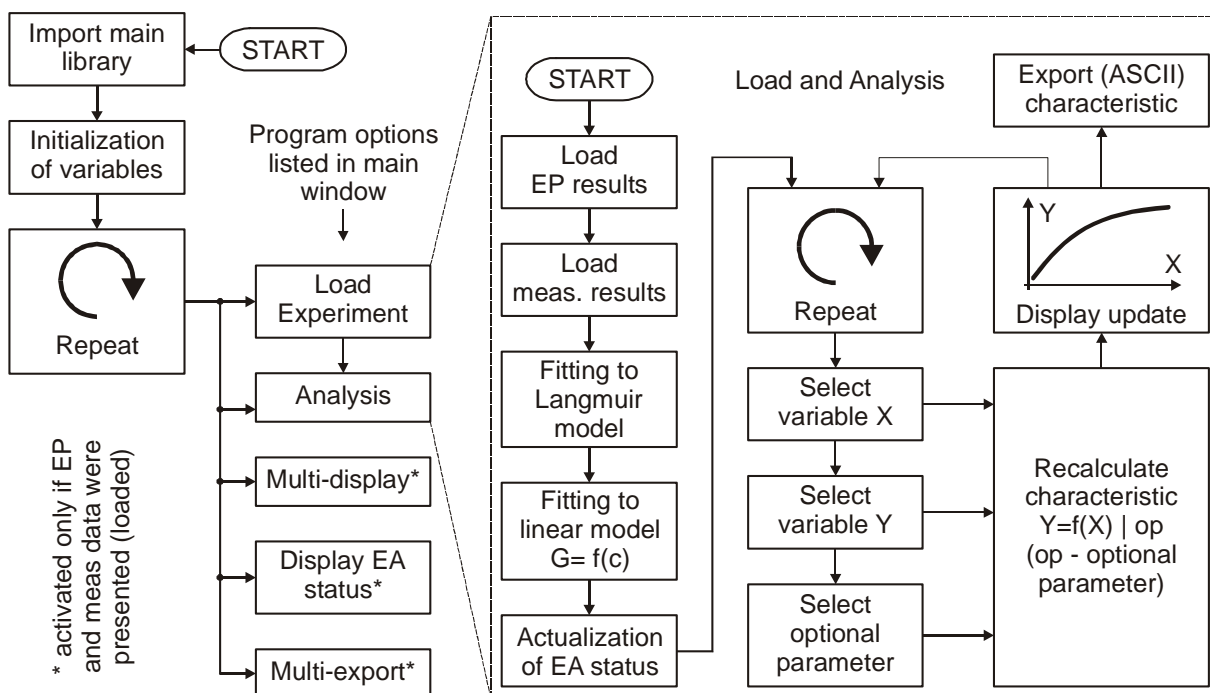 Import main
library
START
Initialization
of variables
Repeat
Program options
listed in main
window
Load
Experiment
Analysis
Multi-display*
Display EA
status*
Multi-export*
* activated only if EP
and meas data were
presented (loaded)
START
Load
EP results
Load
meas. results
Fitting to
Langmuir
model
Fitting to
linear model
G= f(c)
Actualization
of EA status
Load and Analysis
Repeat
Select
variable X
Select
variable Y
Select
optional
parameter
Export (ASCII)
characteristic
Y
X
Display update
Recalculate
characteristic
Y=f(X) | op
(op - optional
parameter)